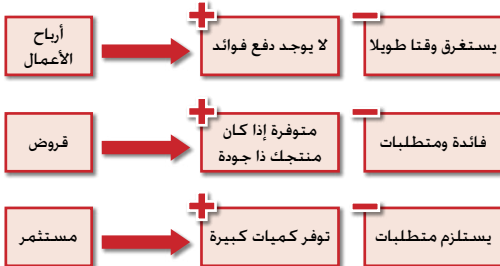 أرباح
الأعمال
لا يوجد دفع فوائد
يستغرق وقتا طويلا
قروض
متوفرة إذا كان
منتجك ذا جودة
فائدة ومتطلبات
مستثمر
توفر كميات كبيرة
يستلزم متطلبات